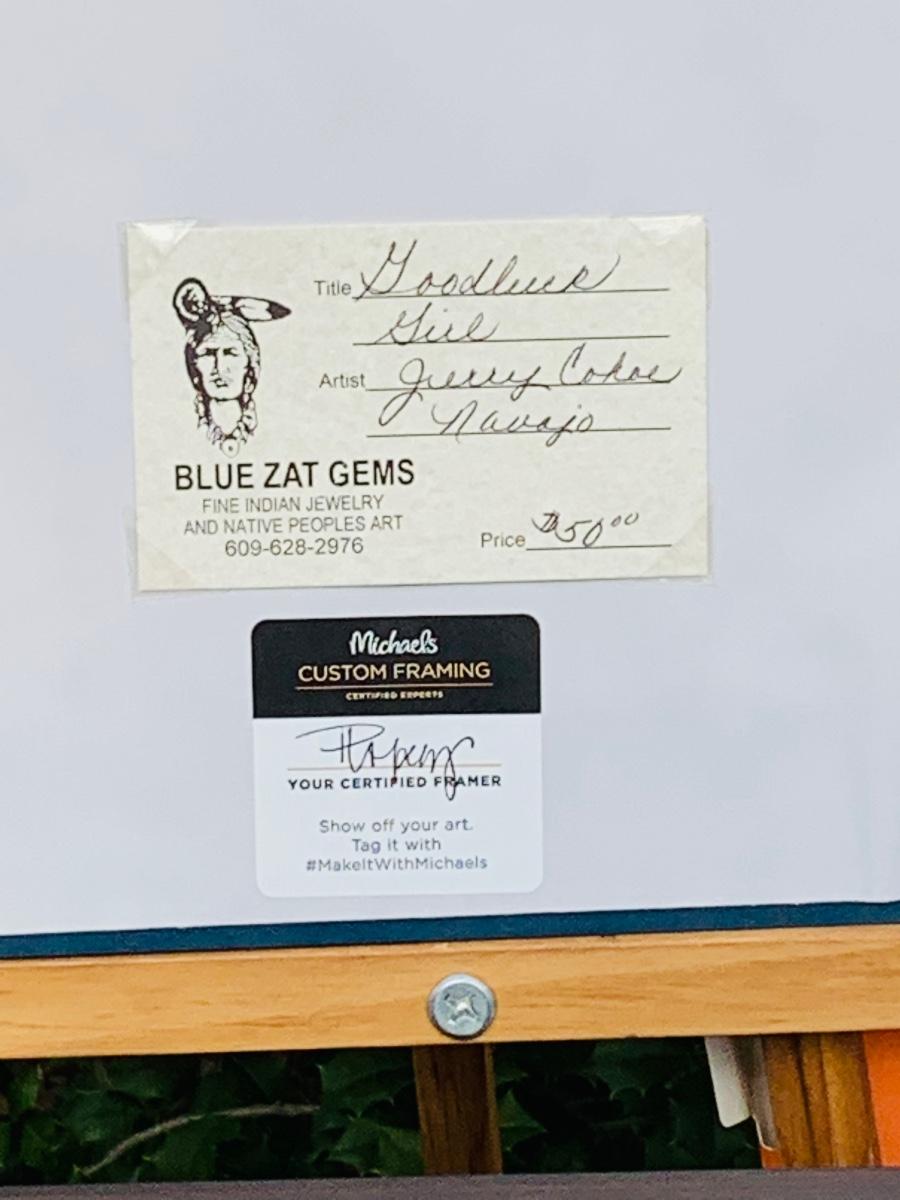 Title Goodluck
Girl
Artist Jerry Cohoe
Navajo
BLUE ZAT GEMS
FINE INDIAN JEWELRY
AND NATIVE PEOPLES ART
609-628-2976
Price $50.00
Michaels
CUSTOM FRAMING
CERTIFIED EXPERTS
YOUR CERTIFIED FRAMER
Show off your art.
Tag it with
#MakeItWithMichaels